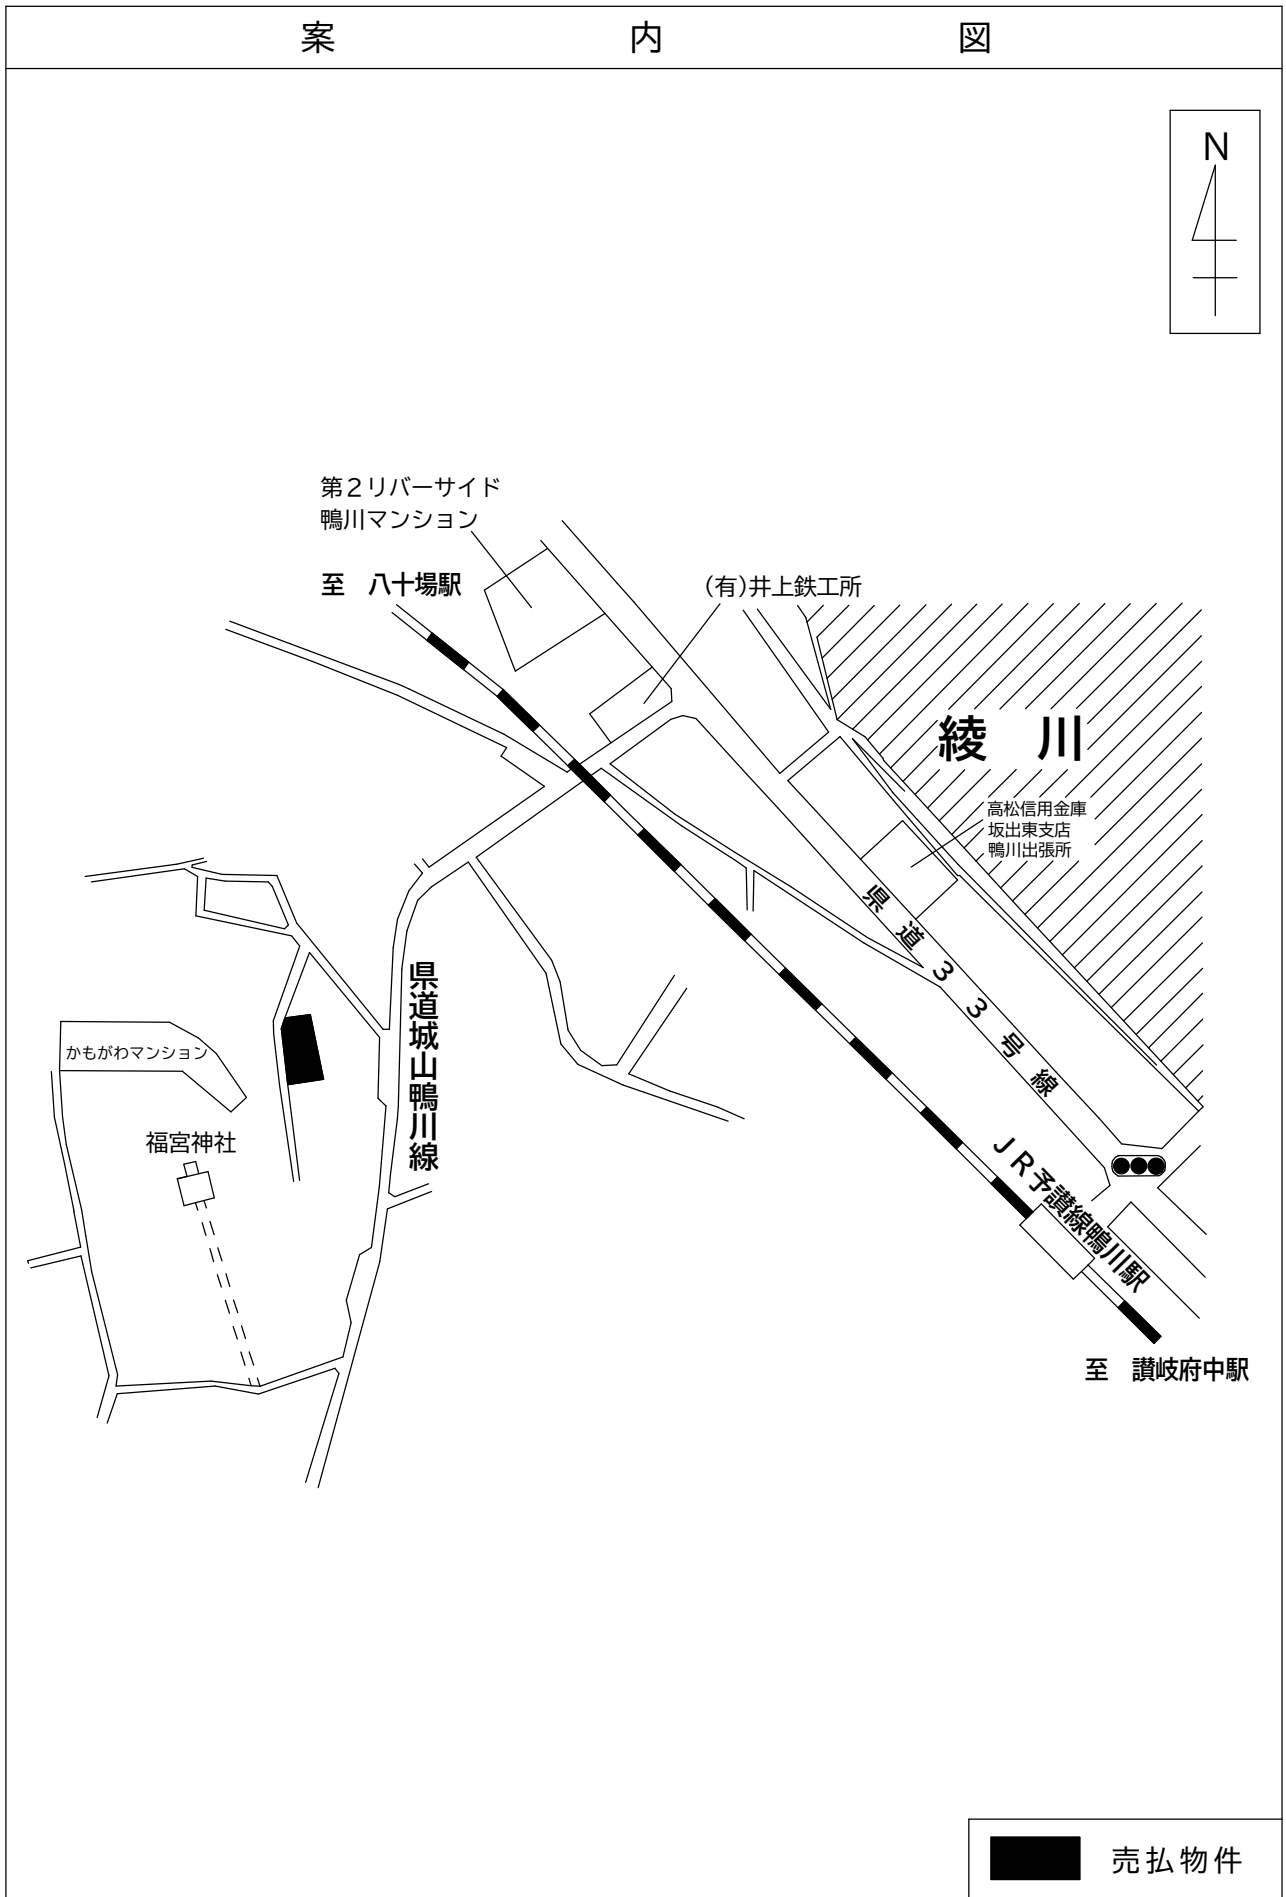 案内図
N
第２リバーサイド
鴨川マンション
至　八十場駅
(有)井上鉄工所
綾　川
高松信用金庫
坂出東支店
鴨川出張所
県道３３号線
県道城山鴨川線
かもがわマンション
福宮神社
ＪＲ予讃線鴨川駅
至　讃岐府中駅
売払物件